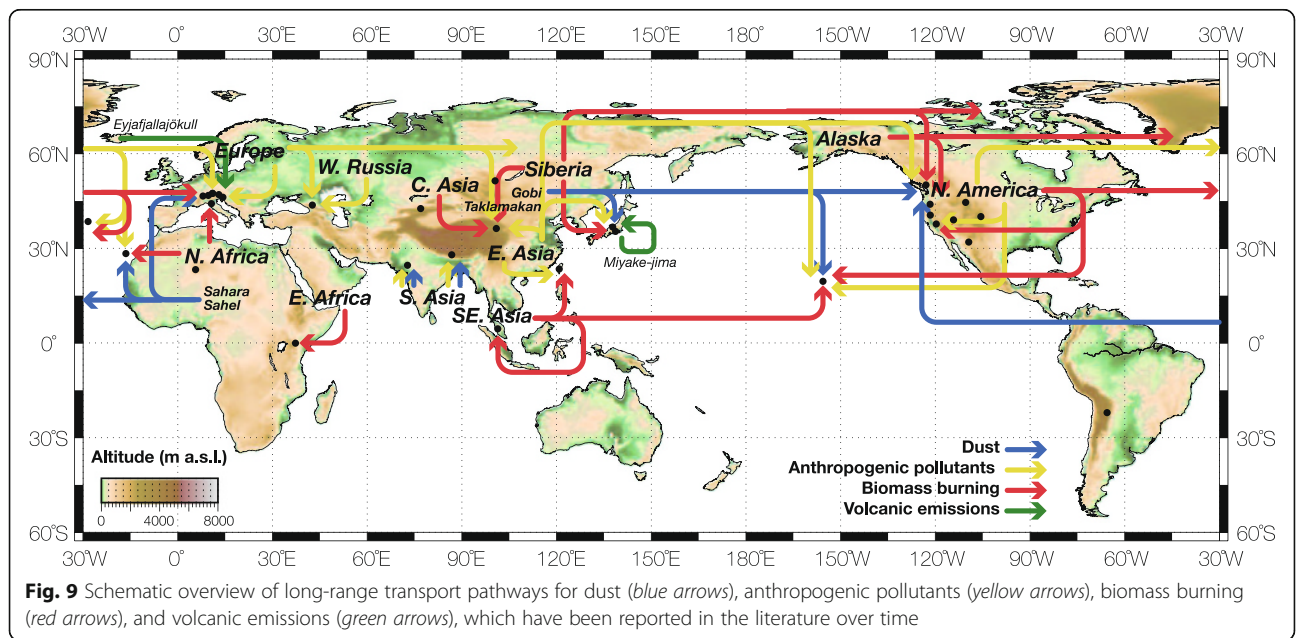 30°W 0° 30°E 60°E 90°E 120°E 150°E 180°E 150°W 120°W 90°W 60°W 30°W
90°N 90°N
Eyjafjallajökull
Europe
Alaska
60°N 60°N
W. Russia
Siberia
C. Asia
Gobi
Taklamakan
N. America
30°N 30°N
N. Africa
E. Asia
Miyake-jima
Sahara
Sahel
E. Africa
S. Asia
SE. Asia
0° 0°
30°S 30°S
Altitude (m a.s.l.)
0 4000 8000
Dust
Anthropogenic pollutants
Biomass burning
Volcanic emissions
60°S 60°S
30°W 0° 30°E 60°E 90°E 120°E 150°E 180°E 150°W 120°W 90°W 60°W 30°W
Fig. 9 Schematic overview of long-range transport pathways for dust (blue arrows), anthropogenic pollutants (yellow arrows), biomass burning
(red arrows), and volcanic emissions (green arrows), which have been reported in the literature over time